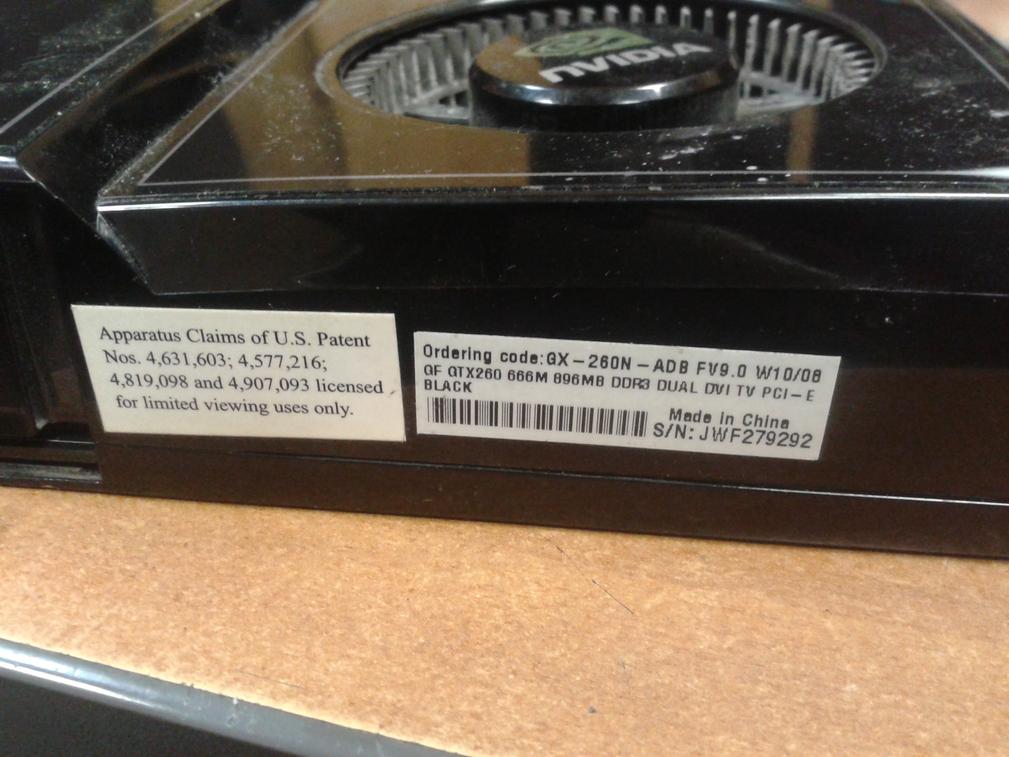 NVIDIA
Apparatus Claims of U.S. Patent
Nos. 4,631,603; 4,577,216;
4,819,098 and 4,907,093 licensed
for limited viewing uses only.
Ordering code:GX-260N-ADB FV9.0 W10/08
GF GTX260 666M 896MB DDR3 DUAL DVI TV PCI-E
BLACK
Made in China
S/N: JWF279292